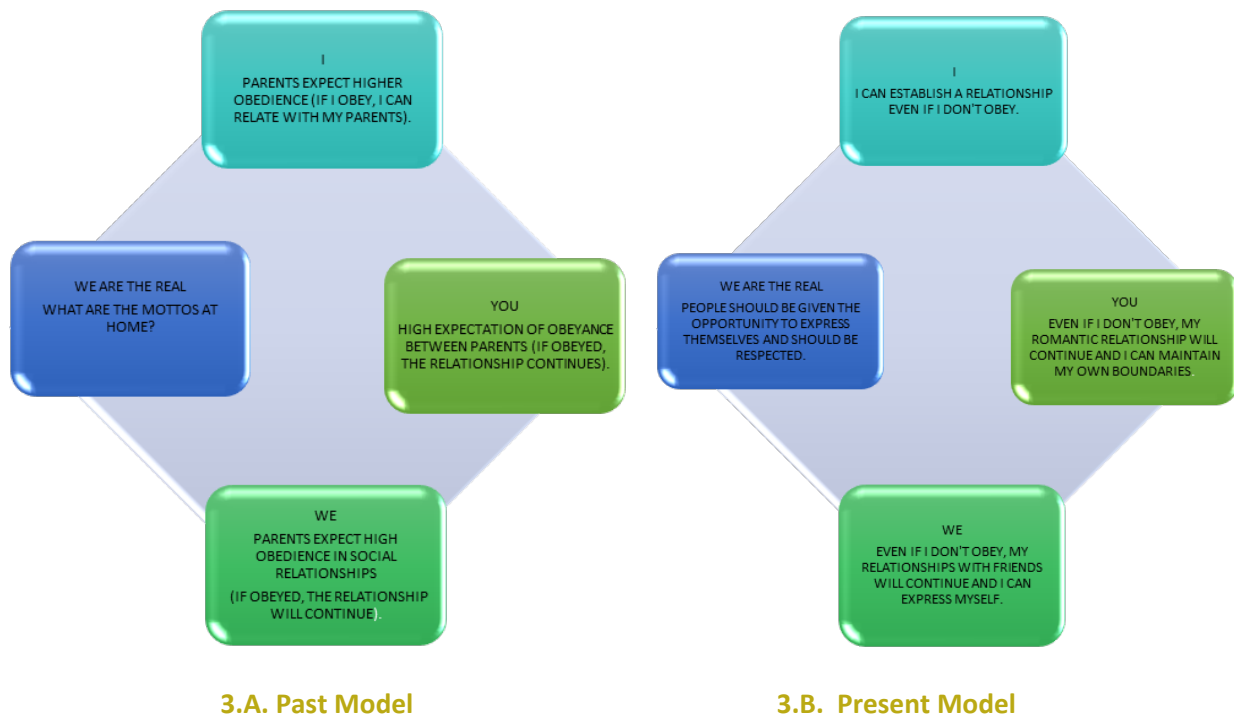 I
PARENTS EXPECT HIGHER
OBEDIENCE (IF I OBEY, I CAN
RELATE WITH MY PARENTS).
WE ARE THE REAL
WHAT ARE THE MOTTOS AT
HOME?
YOU
HIGH EXPECTATION OF OBEYANCE
BETWEEN PARENTS (IF OBEYED,
THE RELATIONSHIP CONTINUES).
WE
PARENTS EXPECT HIGH
OBEDIENCE IN SOCIAL
RELATIONSHIPS
(IF OBEYED, THE RELATIONSHIP
WILL CONTINUE).
3.A. Past Model
I
I CAN ESTABLISH A RELATIONSHIP
EVEN IF I DON'T OBEY.
WE ARE THE REAL
PEOPLE SHOULD BE GIVEN THE
OPPORTUNITY TO EXPRESS
THEMSELVES AND SHOULD BE
RESPECTED.
YOU
EVEN IF I DON'T OBEY, MY
ROMANTIC RELATIONSHIP WILL
CONTINUE AND I CAN MAINTAIN
MY OWN BOUNDARIES.
WE
EVEN IF I DON'T OBEY, MY
RELATIONSHIPS WITH FRIENDS
WILL CONTINUE AND I CAN
EXPRESS MYSELF.
3.B. Present Model